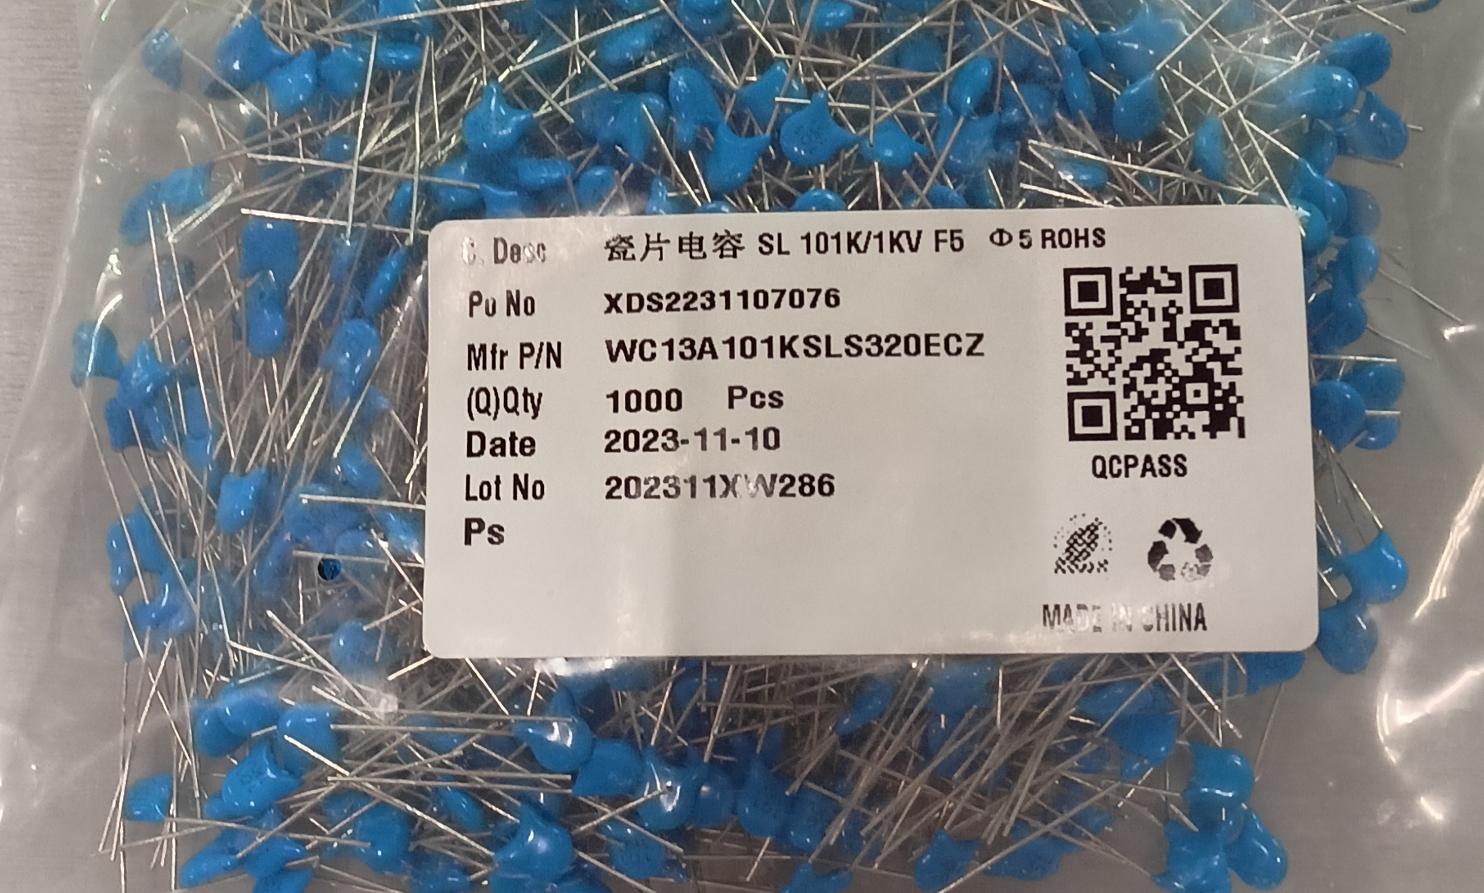 C. Desc 瓷片电容 SL 101K/1KV F5 Φ5 ROHS
Po No XDS2231107076
Mfr P/N WC13A101KSLS320ECZ
(Q)Qty 1000 Pcs
Date 2023-11-10
Lot No 202311XW286
Ps
QCPASS
MADE IN CHINA